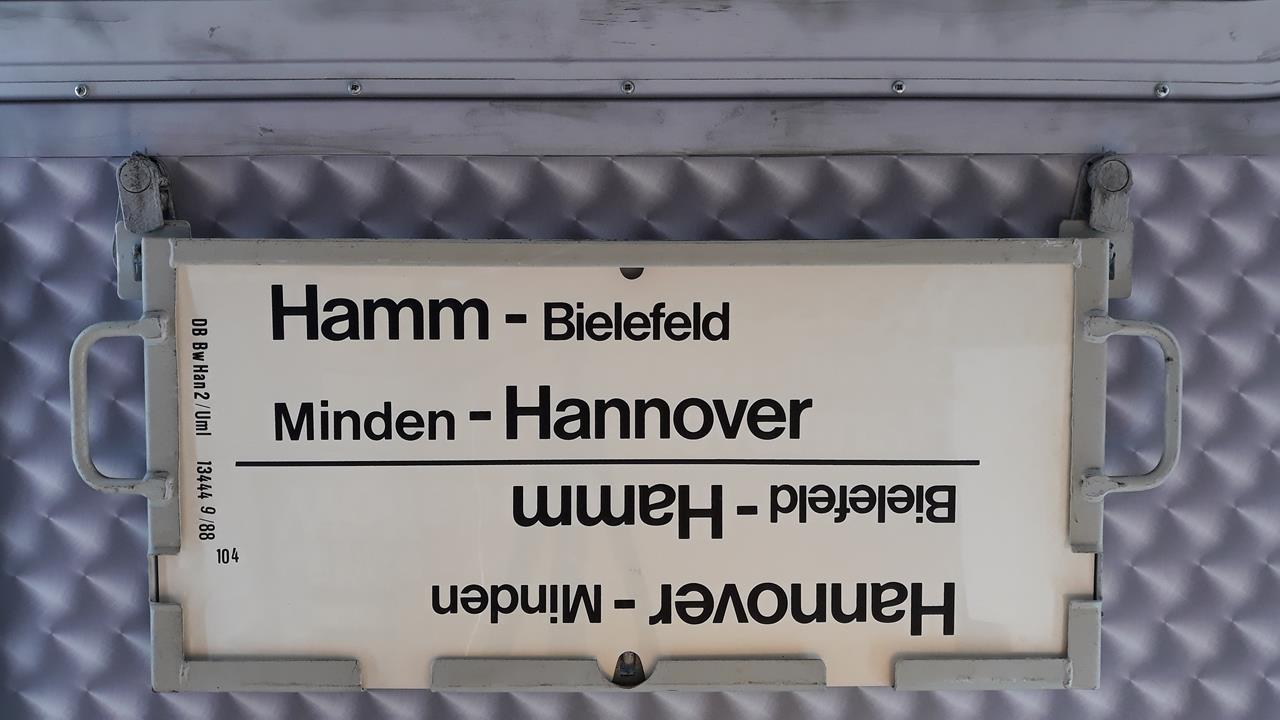 Hamm - Bielefeld
Minden - Hannover
Hannover - Minden
Bielefeld - Hamm
DB Bw Han 2 / Uml 13444 9/88
104